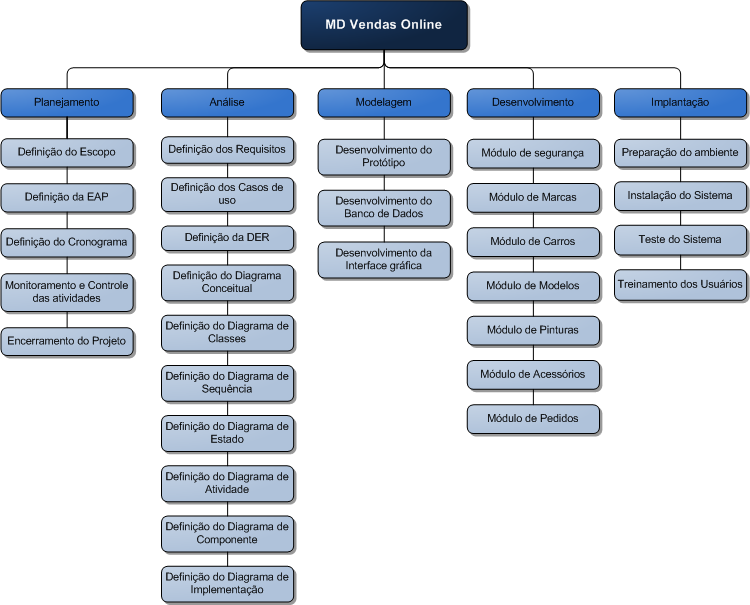 MD Vendas Online
Planejamento
Definição do Escopo
Definição da EAP
Definição do Cronograma
Monitoramento e Controle
das atividades
Encerramento do Projeto
Análise
Definição dos Requisitos
Definição dos Casos de
uso
Definição da DER
Definição do Diagrama
Conceitual
Definição do Diagrama de
Classes
Definição do Diagrama de
Sequência
Definição do Diagrama de
Estado
Definição do Diagrama de
Atividade
Definição do Diagrama de
Componente
Definição do Diagrama de
Implementação
Modelagem
Desenvolvimento do
Protótipo
Desenvolvimento do
Banco de Dados
Desenvolvimento da
Interface gráfica
Desenvolvimento
Módulo de segurança
Módulo de Marcas
Módulo de Carros
Módulo de Modelos
Módulo de Pinturas
Módulo de Acessórios
Módulo de Pedidos
Implantação
Preparação do ambiente
Instalação do Sistema
Teste do Sistema
Treinamento dos Usuários